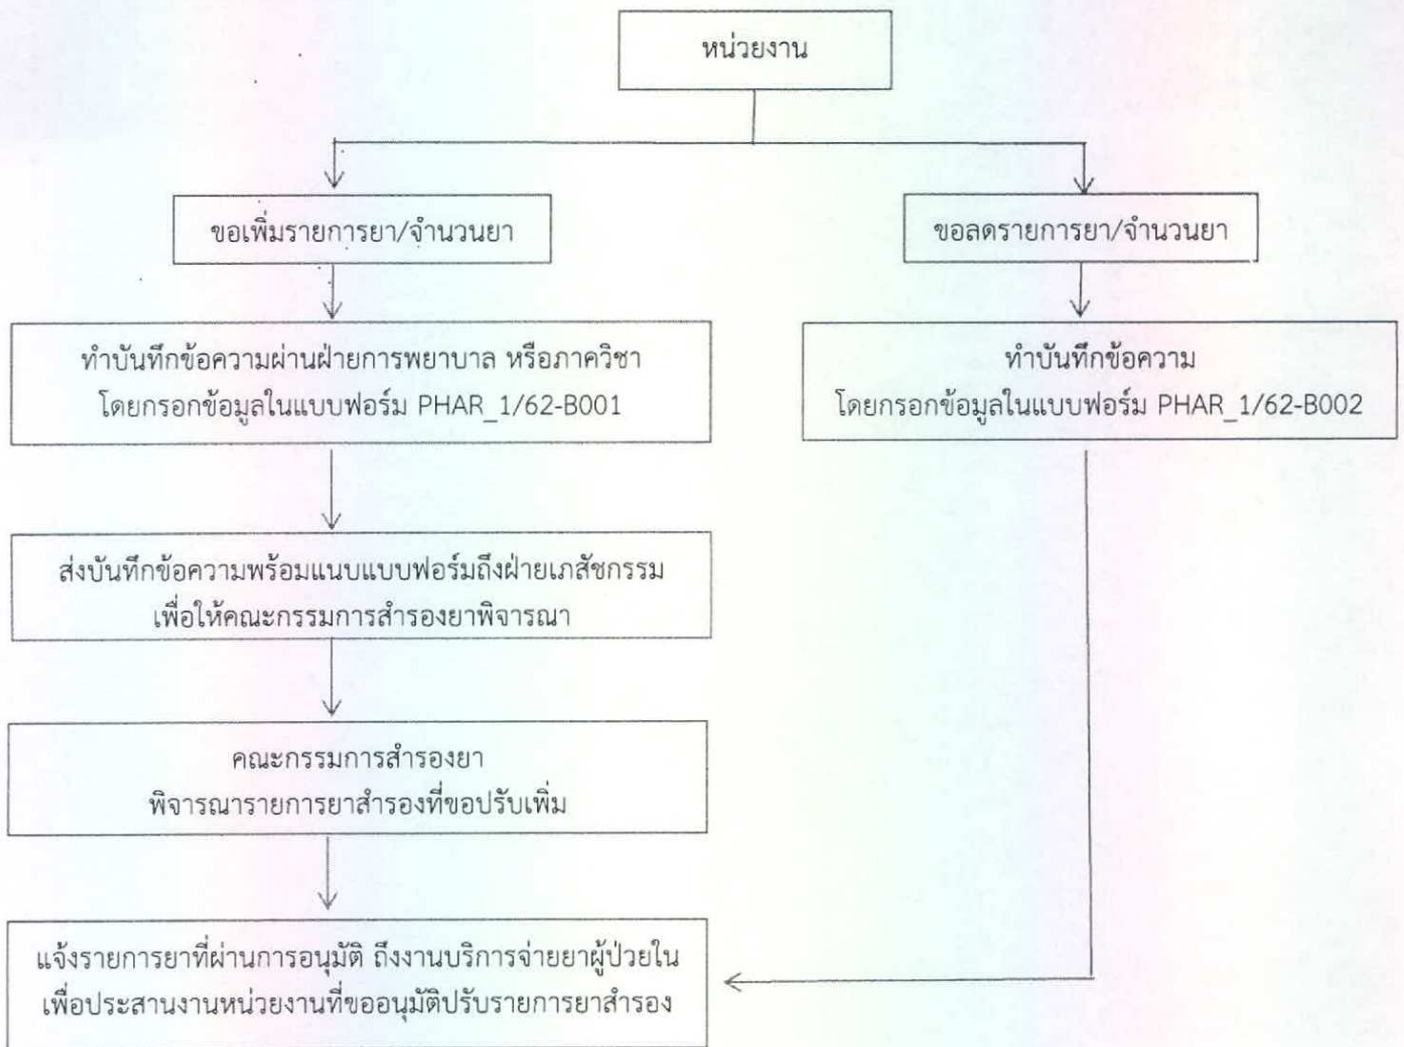 หน่วยงาน
ขอเพิ่มรายการยา/จำนวนยา
ขอลดรายการยา/จำนวนยา
ทำบันทึกข้อความผ่านฝ่ายการพยาบาล หรือภาควิชา
โดยกรอกข้อมูลในแบบฟอร์ม PHAR_1/62-B001
ทำบันทึกข้อความ
โดยกรอกข้อมูลในแบบฟอร์ม PHAR_1/62-B002
ส่งบันทึกข้อความพร้อมแนบแบบฟอร์มถึงฝ่ายเภสัชกรรม
เพื่อให้คณะกรรมการสำรองยาพิจารณา
คณะกรรมการสำรองยา
พิจารณารายการยาสำรองที่ขอปรับเพิ่ม
แจ้งรายการยาที่ผ่านการอนุมัติ ถึงงานบริการจ่ายยาผู้ป่วยใน
เพื่อประสานงานหน่วยงานที่ขออนุมัติปรับรายการยาสำรอง